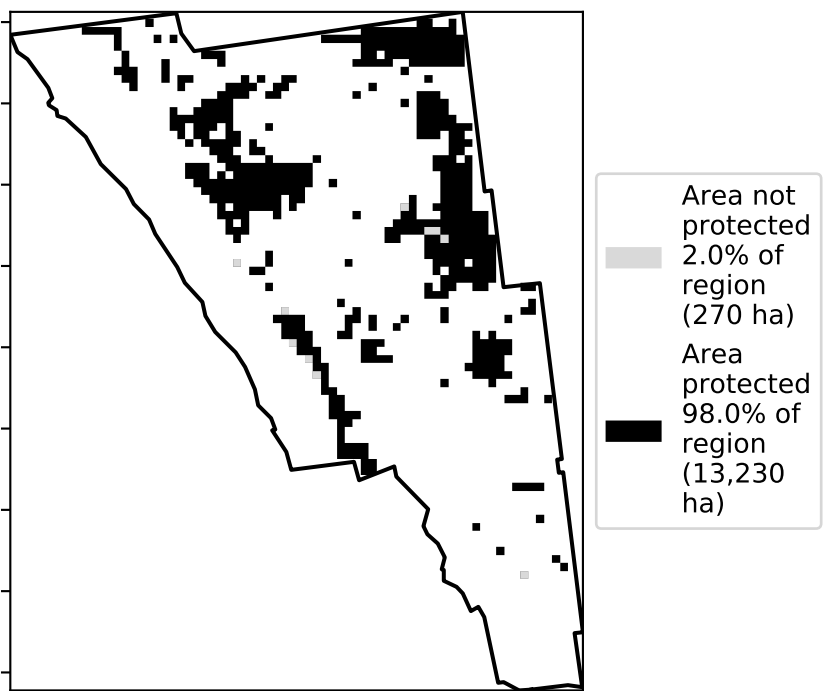 Area not
protected
2.0% of
region
(270 ha)
Area
protected
98.0% of
region
(13,230
ha)